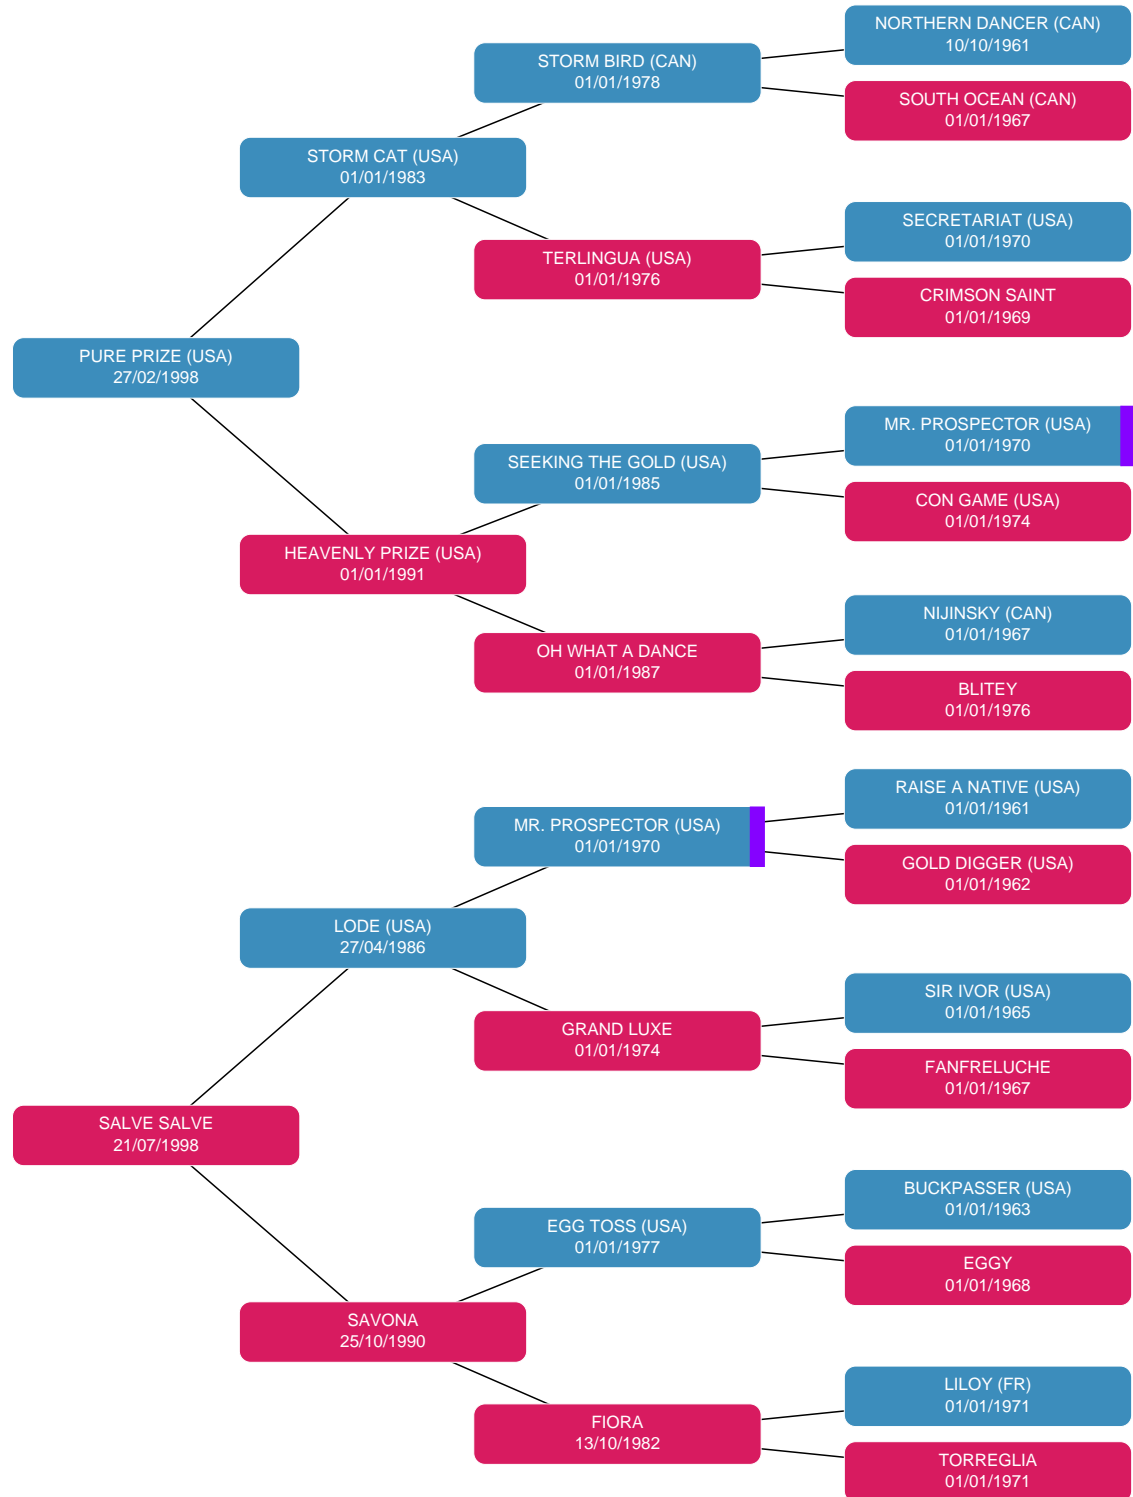 NORTHERN DANCER (CAN)
10/10/1961
STORM BIRD (CAN)
01/01/1978
SOUTH OCEAN (CAN)
01/01/1967
STORM CAT (USA)
01/01/1983
SECRETARIAT (USA)
01/01/1970
TERLINGUA (USA)
01/01/1976
CRIMSON SAINT
01/01/1969
PURE PRIZE (USA)
27/02/1998
MR. PROSPECTOR (USA)
01/01/1970
SEEKING THE GOLD (USA)
01/01/1985
CON GAME (USA)
01/01/1974
HEAVENLY PRIZE (USA)
01/01/1991
NIJINSKY (CAN)
01/01/1967
OH WHAT A DANCE
01/01/1987
BLITEY
01/01/1976
RAISE A NATIVE (USA)
01/01/1961
MR. PROSPECTOR (USA)
01/01/1970
GOLD DIGGER (USA)
01/01/1962
LODE (USA)
27/04/1986
SIR IVOR (USA)
01/01/1965
GRAND LUXE
01/01/1974
FANFRELUCHE
01/01/1967
SALVE SALVE
21/07/1998
BUCKPASSER (USA)
01/01/1963
EGG TOSS (USA)
01/01/1977
EGGY
01/01/1968
SAVONA
25/10/1990
LILOY (FR)
01/01/1971
FIORA
13/10/1982
TORREGLIA
01/01/1971